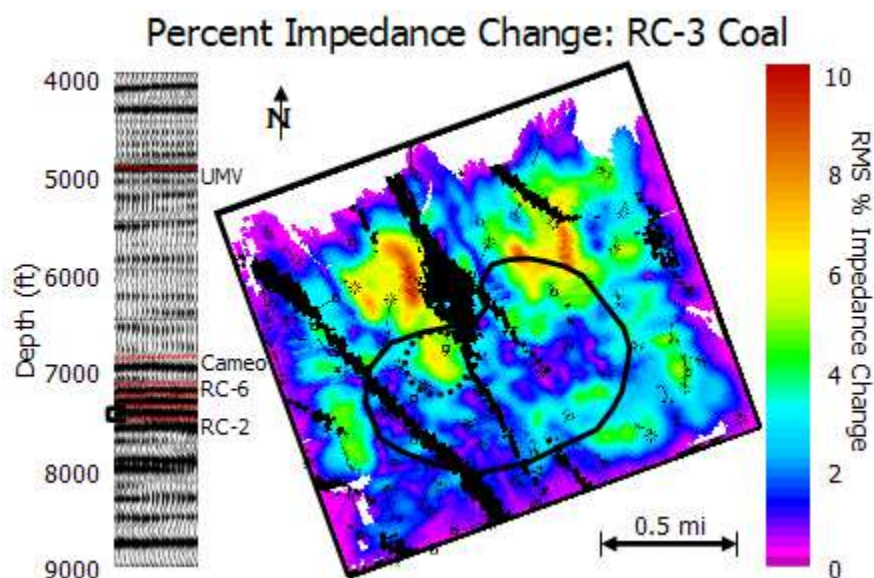 Percent Impedance Change: RC-3 Coal
4000
5000
6000
7000
8000
9000
Depth (ft)
UMV
Cameo
RC-6
RC-2
N
0.5 mi
10
8
6
4
2
0
RMS % Impedance Change